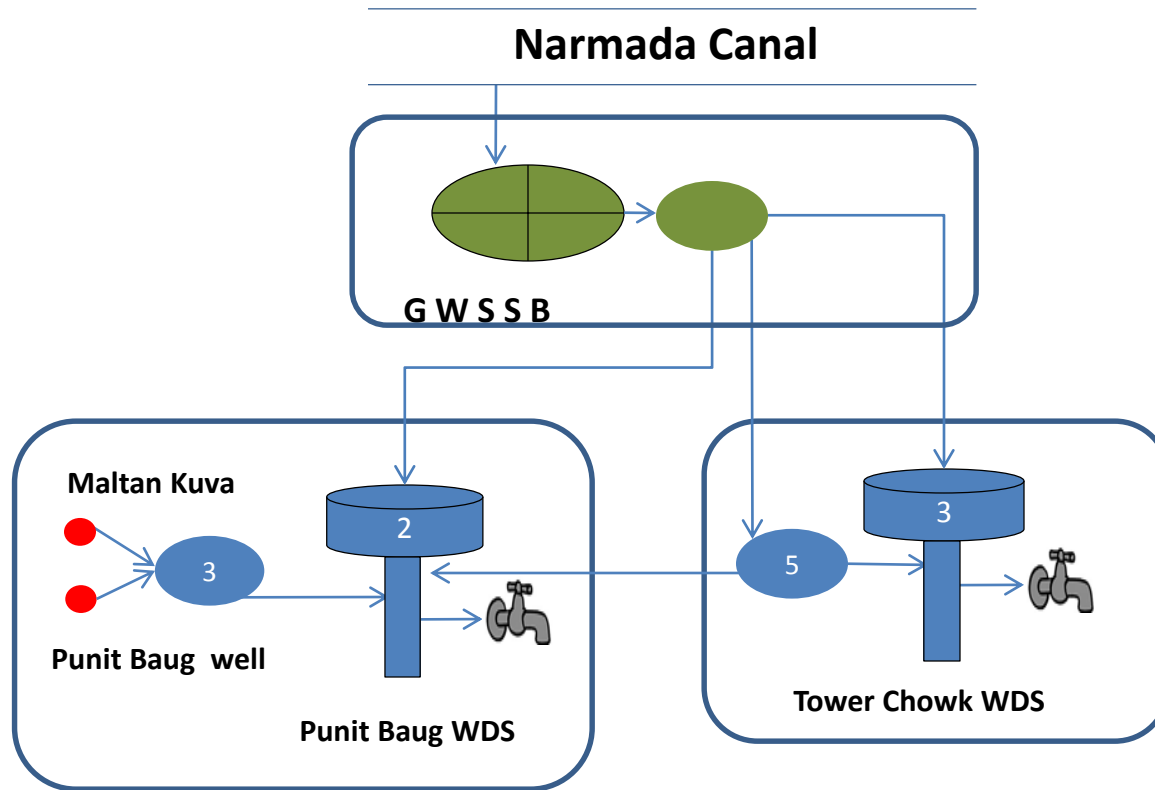 Narmada Canal
G W S S B
Maltan Kuva
2
3
3
5
Punit Baug  well
Punit Baug WDS
Tower Chowk WDS